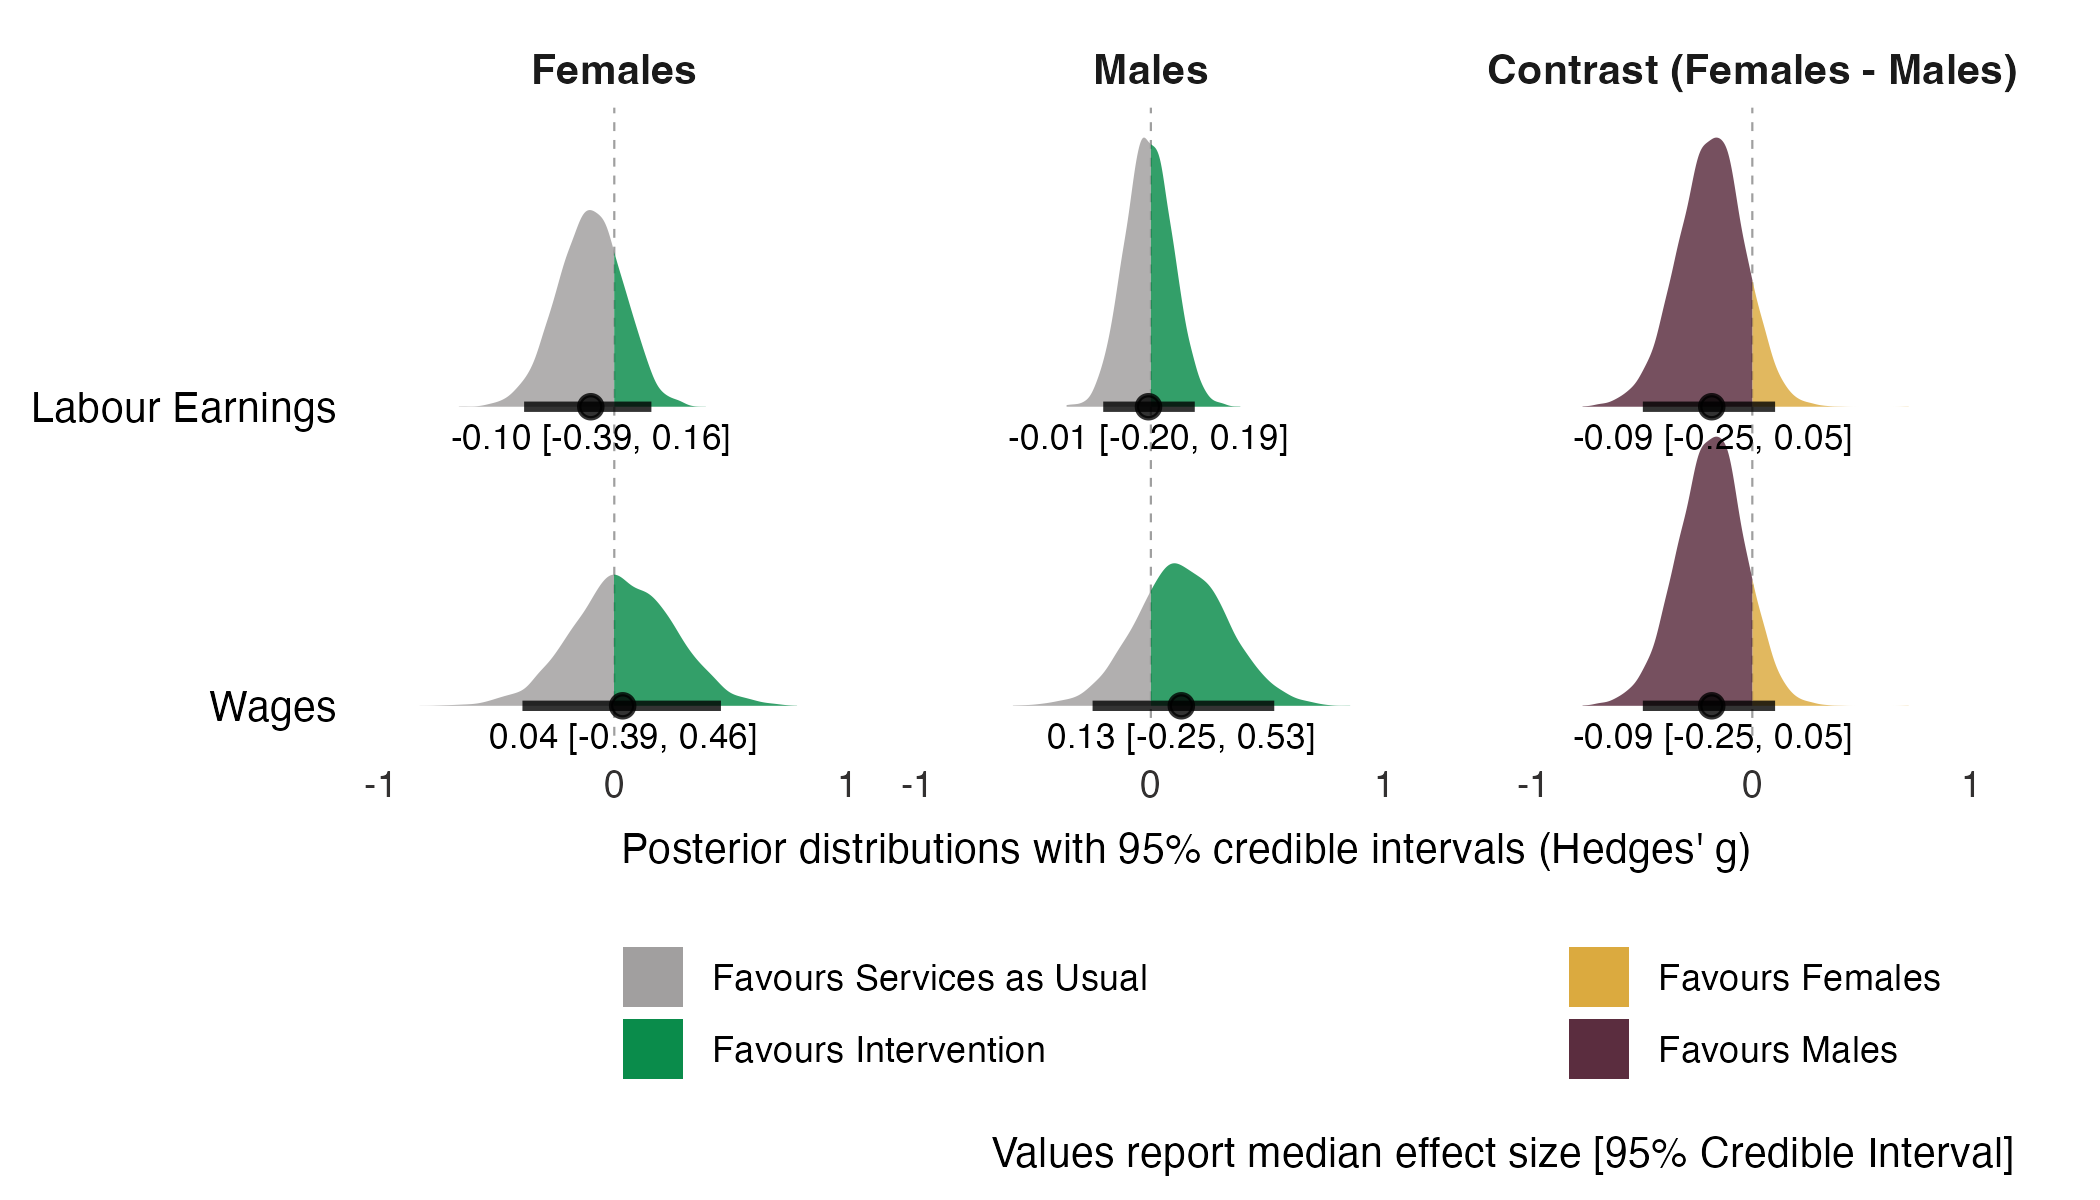 Females Males Contrast (Females - Males)
Labour Earnings
-0.10 [-0.39, 0.16] -0.01 [-0.20, 0.19] -0.09 [-0.25, 0.05]
Wages
0.04 [-0.39, 0.46] 0.13 [-0.25, 0.53] -0.09 [-0.25, 0.05]
-1 0 1 -1 0 1 -1 0 1
Posterior distributions with 95% credible intervals (Hedges' g)
Favours Services as Usual
Favours Intervention
Favours Females
Favours Males
Values report median effect size [95% Credible Interval]